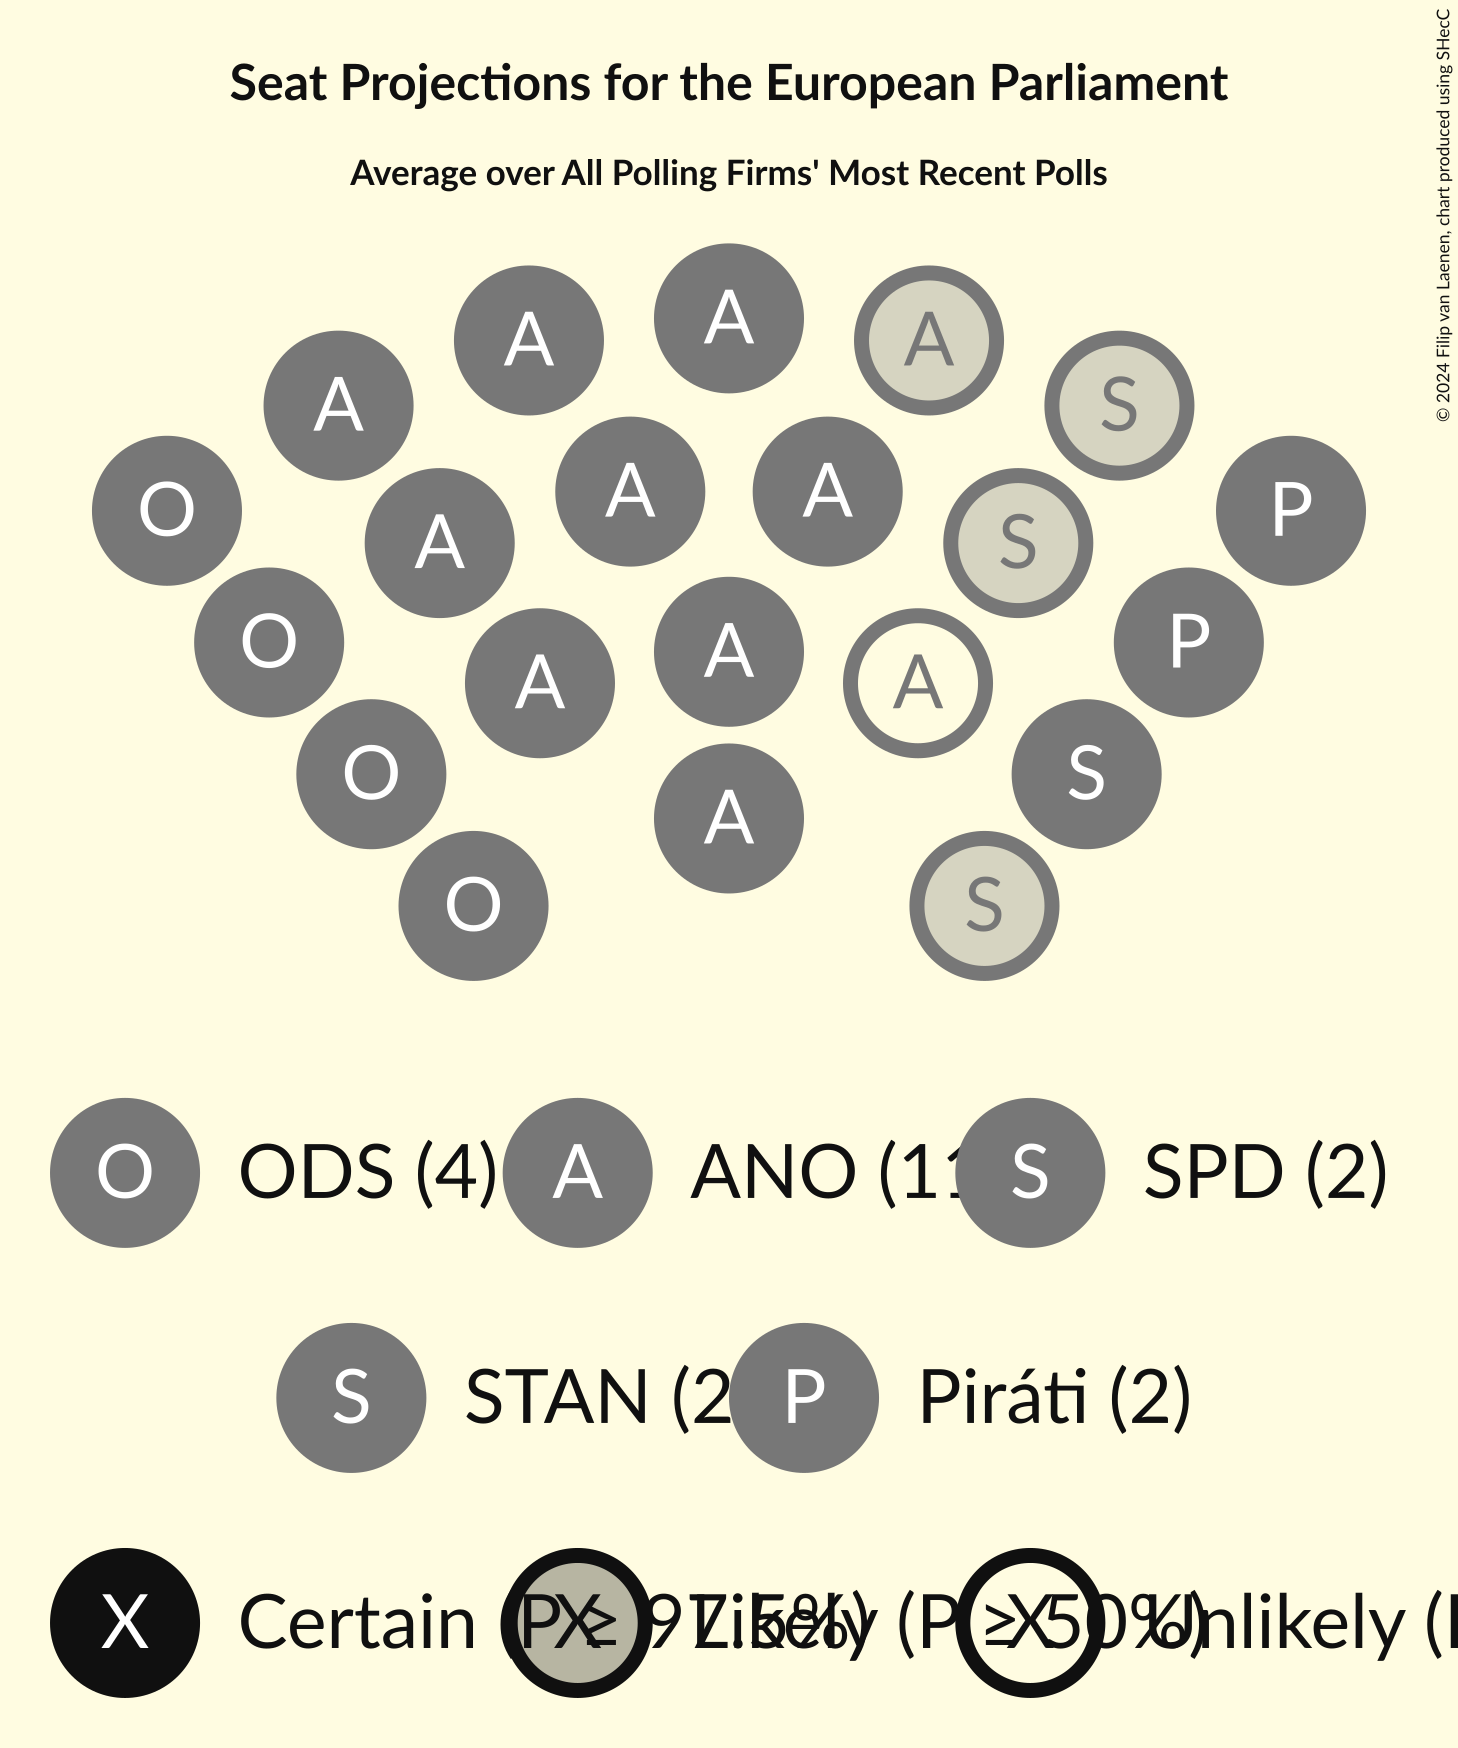 Seat Projections for the European Parliament
Average over All Polling Firms' Most Recent Polls
© 2024 Filip van Laenen, chart produced using SHecC
A
A A
A S
O A A A S P
O A A A A S P
O A S
O S
O ODS (4) A ANO (11 S SPD (2)
S STAN (2 P Piráti (2)
X Certain (P ≥ 97.5%) X Likely (P ≥ 50%) X Unlikely (